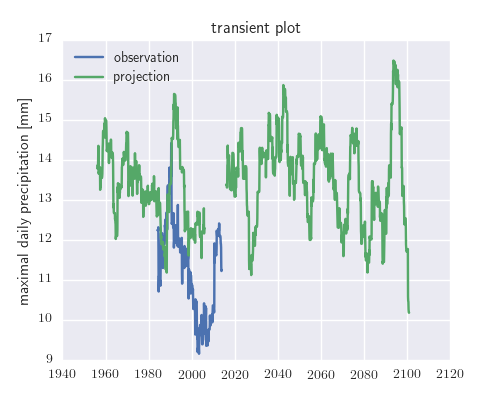 transient plot
observation
projection
maximal daily precipitation [mm]
17
16
15
14
13
12
11
10
9
1940 1960 1980 2000 2020 2040 2060 2080 2100 2120